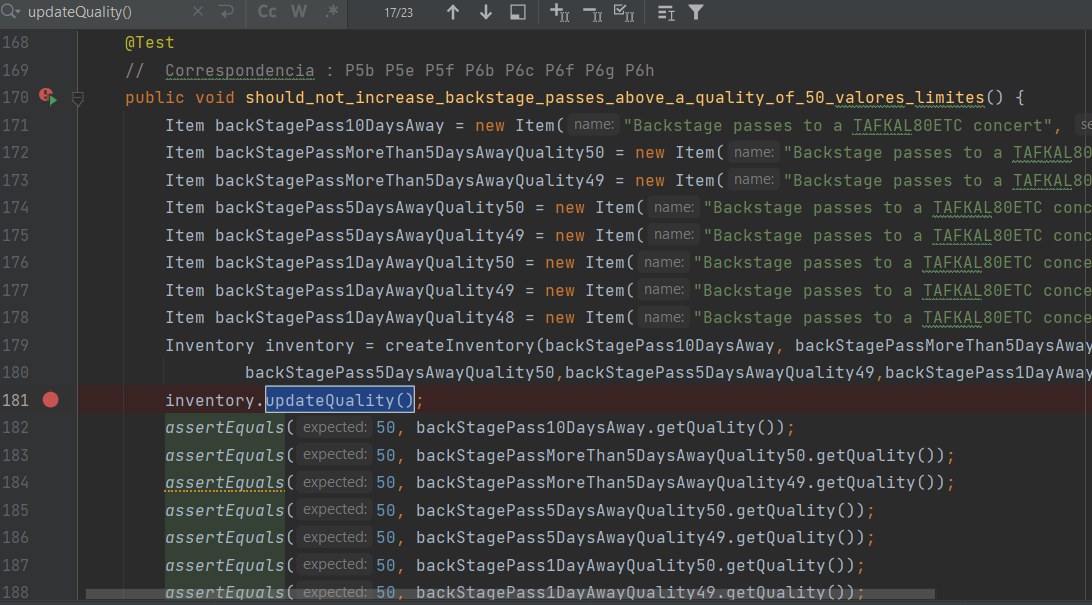 updateQuality() Cc W .* 17/23
168 @Test
169 // Correspondencia : P5b P5e P5f P6b P6c P6f P6g P6h
170 public void should_not_increase_backstage_passes_above_a_quality_of_50_valores_limites() {
171 Item backStagePass10DaysAway = new Item( name: "Backstage passes to a TAFKAL80ETC concert", se
172 Item backStagePassMoreThan5DaysAwayQuality50 = new Item( name: "Backstage passes to a TAFKAL80
173 Item backStagePassMoreThan5DaysAwayQuality49 = new Item( name: "Backstage passes to a TAFKAL80
174 Item backStagePass5DaysAwayQuality50 = new Item( name: "Backstage passes to a TAFKAL80ETC conc
175 Item backStagePass5DaysAwayQuality49 = new Item( name: "Backstage passes to a TAFKAL80ETC conc
176 Item backStagePass1DayAwayQuality50 = new Item( name: "Backstage passes to a TAFKAL80ETC conce
177 Item backStagePass1DayAwayQuality49 = new Item( name: "Backstage passes to a TAFKAL80ETC conce
178 Item backStagePass1DayAwayQuality48 = new Item( name: "Backstage passes to a TAFKAL80ETC conce
179 Inventory inventory = createInventory(backStagePass10DaysAway, backStagePassMoreThan5DaysAway
180 backStagePass5DaysAwayQuality50,backStagePass5DaysAwayQuality49,backStagePass1DayAway
181 inventory.updateQuality();
182 assertEquals( expected: 50, backStagePass10DaysAway.getQuality());
183 assertEquals( expected: 50, backStagePassMoreThan5DaysAwayQuality50.getQuality());
184 assertEquals( expected: 50, backStagePassMoreThan5DaysAwayQuality49.getQuality());
185 assertEquals( expected: 50, backStagePass5DaysAwayQuality50.getQuality());
186 assertEquals( expected: 50, backStagePass5DaysAwayQuality49.getQuality());
187 assertEquals( expected: 50, backStagePass1DayAwayQuality50.getQuality());
188 assertEquals( expected: 50, backStagePass1DayAwayQuality49.getQuality());